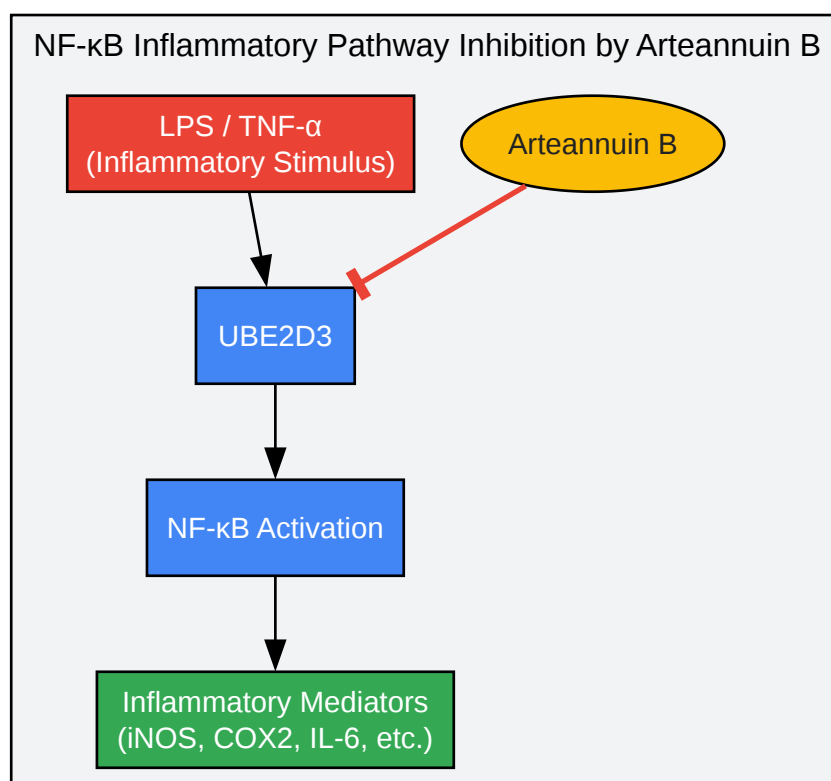 NF-κB Inflammatory Pathway Inhibition by Arteannuin B
LPS / TNF-α
(Inflammatory Stimulus)
Arteannuin B
UBE2D3
NF-κB Activation
Inflammatory Mediators
(iNOS, COX2, IL-6, etc.)